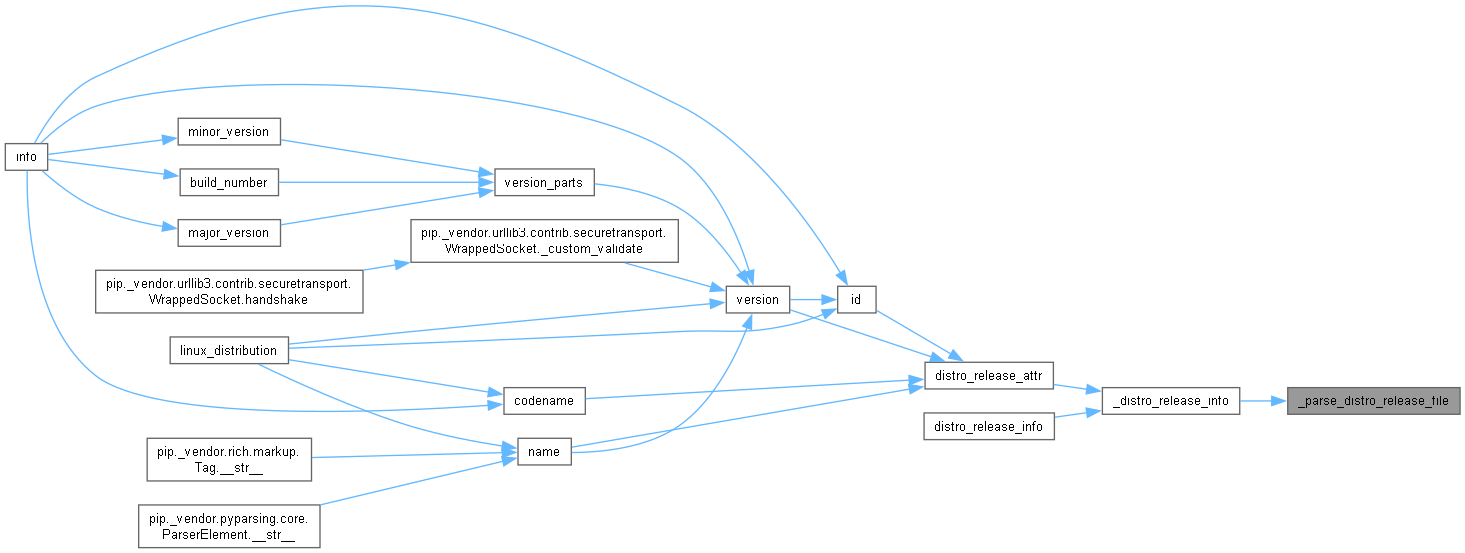 info
minor_version
build_number
major_version
version_parts
pip._vendor.urllib3.contrib.securetransport.
WrappedSocket._custom_validate
pip._vendor.urllib3.contrib.securetransport.
WrappedSocket.handshake
version
id
linux_distribution
codename
name
pip._vendor.rich.markup.
Tag.__str__
pip._vendor.pyparsing.core.
ParserElement.__str__
distro_release_attr
distro_release_info
_distro_release_info
_parse_distro_release_file